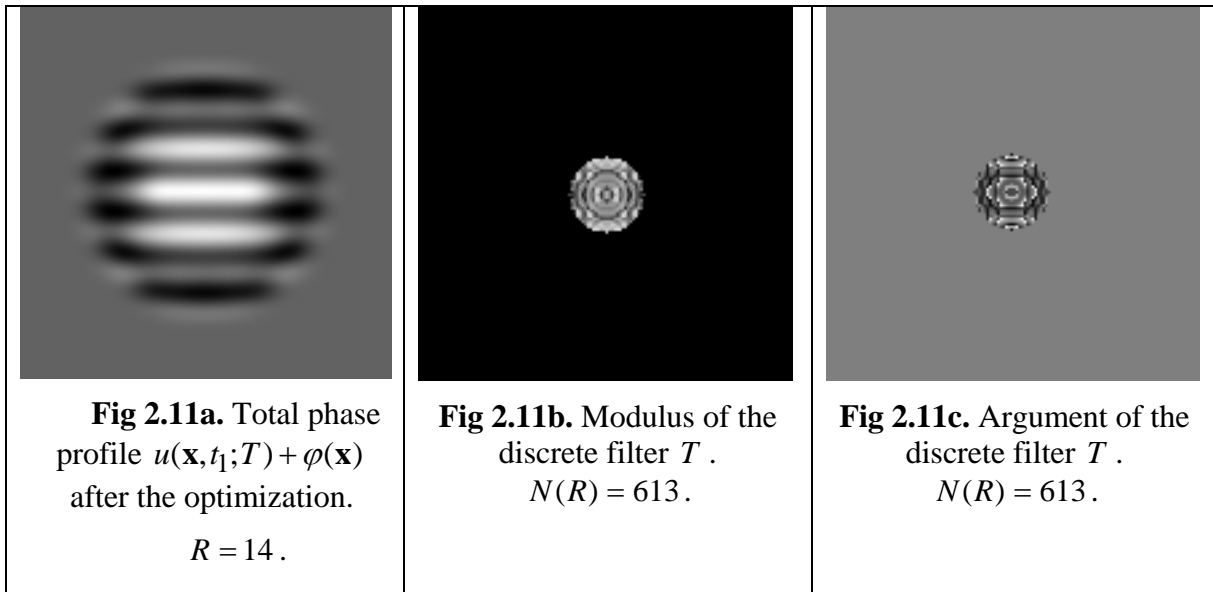 Fig 2.11a. Total phase
profile u(x,t₁;T)+φ(x)
after the optimization.
R = 14 .
Fig 2.11b. Modulus of the
discrete filter T .
N(R) = 613 .
Fig 2.11c. Argument of the
discrete filter T .
N(R) = 613 .